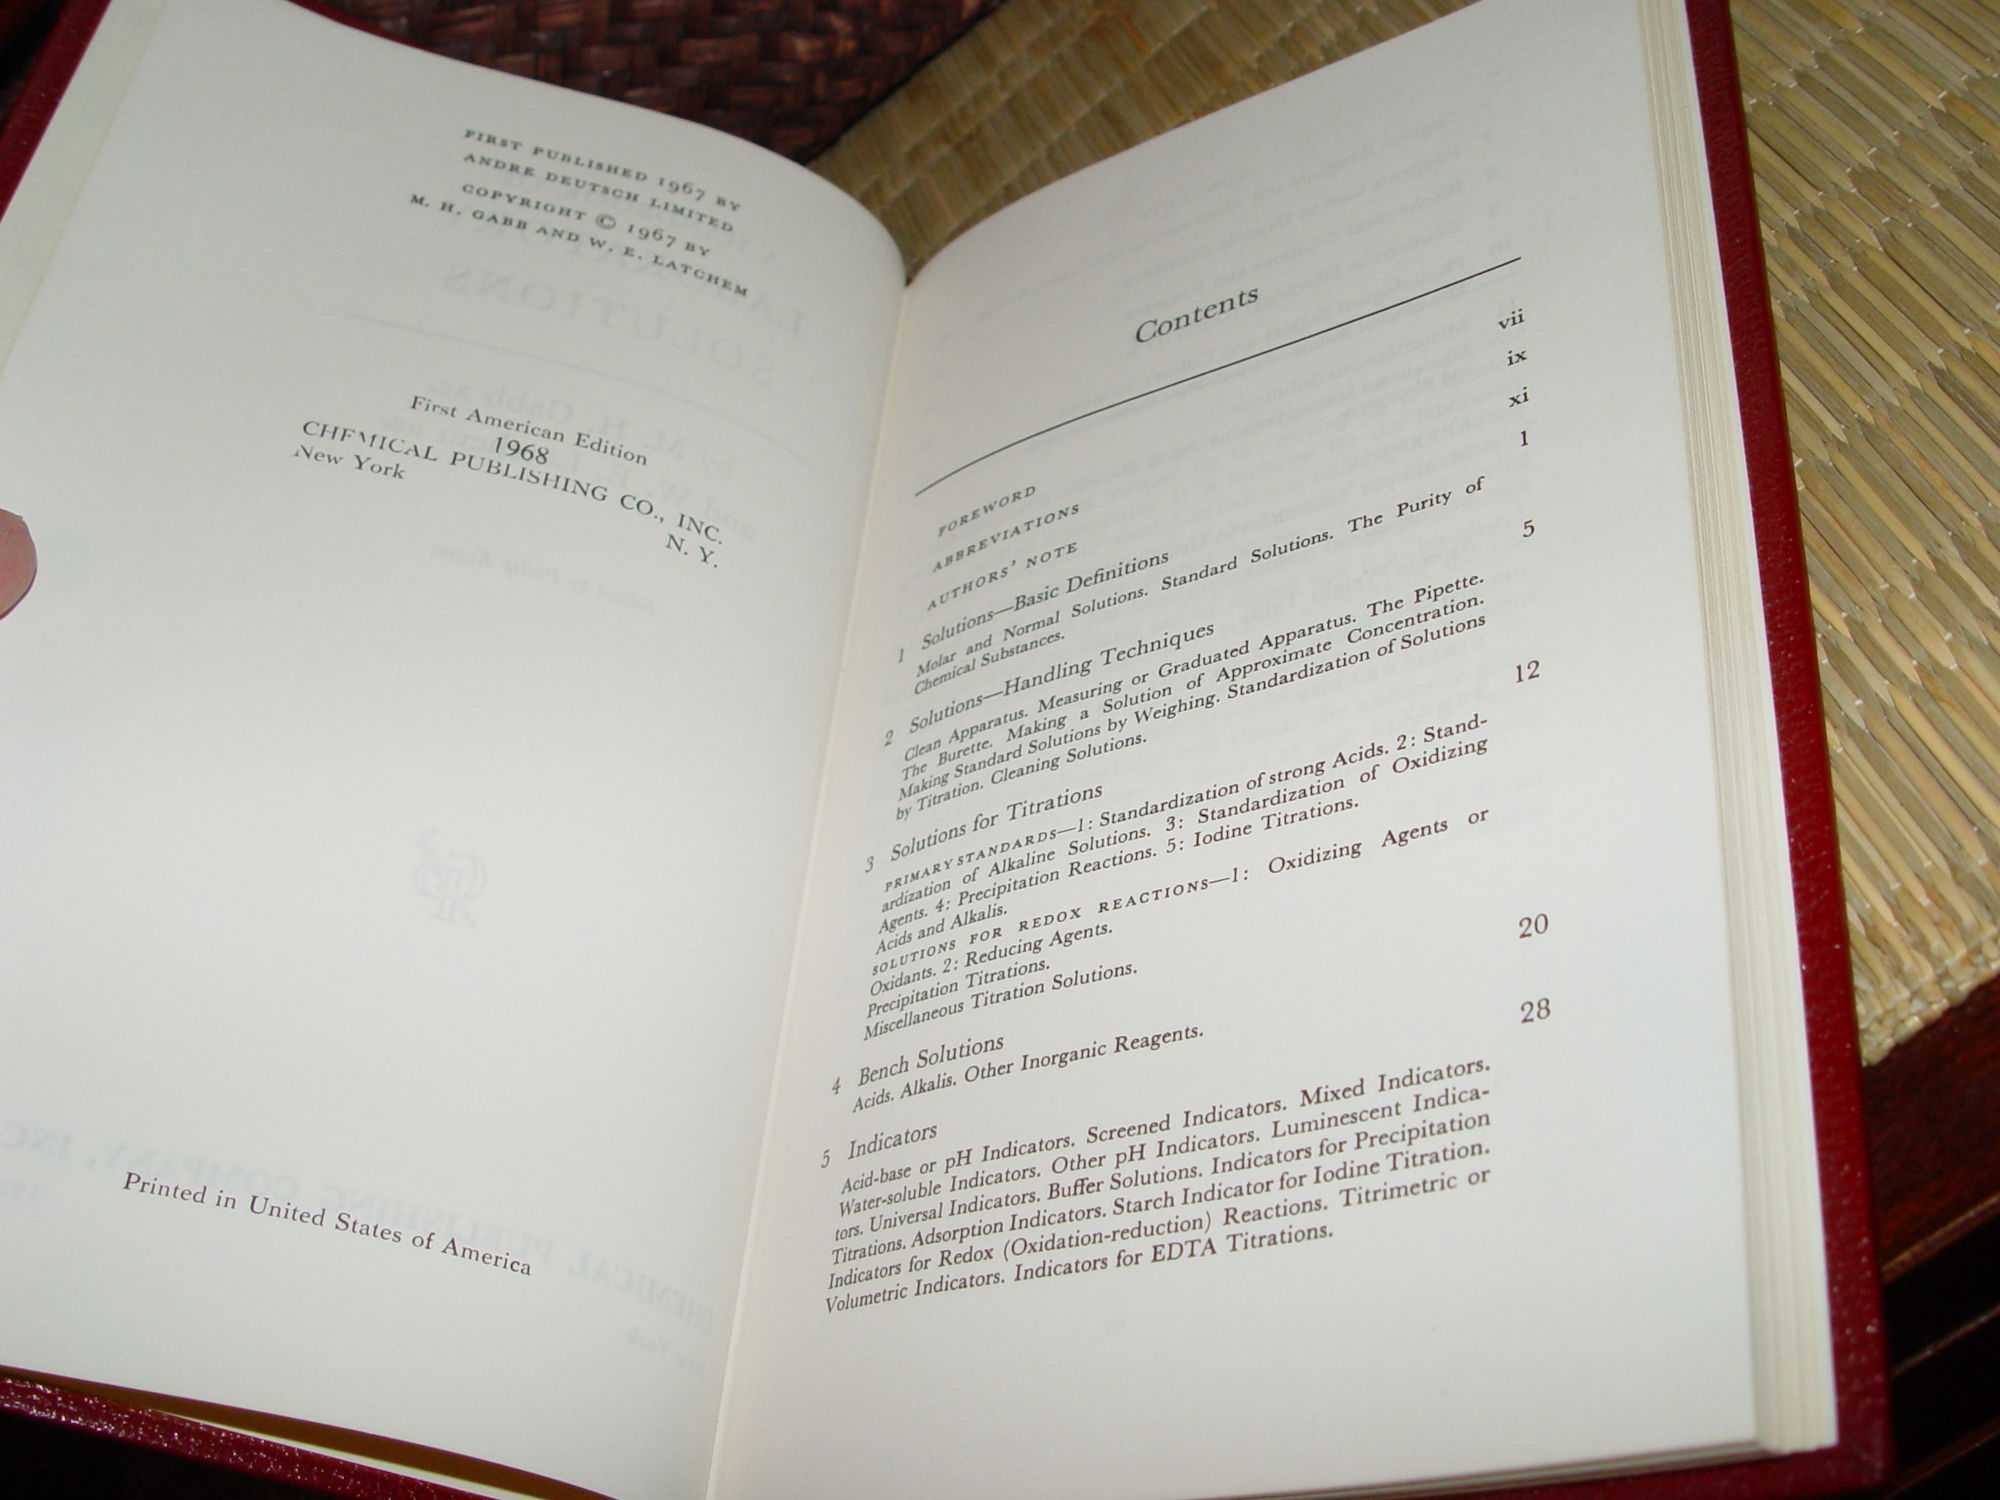 FIRST PUBLISHED 1967 BY
ANDRE DEUTSCH LIMITED
COPYRIGHT © 1967 BY
M. H. GABB AND W. E. LATCHEM
First American Edition
1968
CHEMICAL PUBLISHING CO., INC.
New York
N. Y.
Printed in United States of America
Contents
FOREWORD vii
ABBREVIATIONS ix
AUTHORS' NOTE xi
1 Solutions—Basic Definitions 1
Molar and Normal Solutions. Standard Solutions. The Purity of
Chemical Substances.
2 Solutions—Handling Techniques 5
Clean Apparatus. Measuring or Graduated Apparatus. The Pipette.
The Burette. Making a Solution of Approximate Concentration.
Making Standard Solutions by Weighing. Standardization of Solutions
by Titration. Cleaning Solutions.
3 Solutions for Titrations 12
PRIMARY STANDARDS—1: Standardization of strong Acids. 2: Stand-
ardization of Alkaline Solutions. 3: Standardization of Oxidizing
Agents. 4: Precipitation Reactions. 5: Iodine Titrations.
Acids and Alkalis.
SOLUTIONS FOR REDOX REACTIONS—1: Oxidizing Agents or
Oxidants. 2: Reducing Agents.
Precipitation Titrations.
Miscellaneous Titration Solutions.
4 Bench Solutions 20
Acids. Alkalis. Other Inorganic Reagents.
5 Indicators 28
Acid-base or pH Indicators. Screened Indicators. Mixed Indicators.
Water-soluble Indicators. Other pH Indicators. Luminescent Indica-
tors. Universal Indicators. Buffer Solutions. Indicators for Precipitation
Titrations. Adsorption Indicators. Starch Indicator for Iodine Titration.
Indicators for Redox (Oxidation-reduction) Reactions. Titrimetric or
Volumetric Indicators. Indicators for EDTA Titrations.